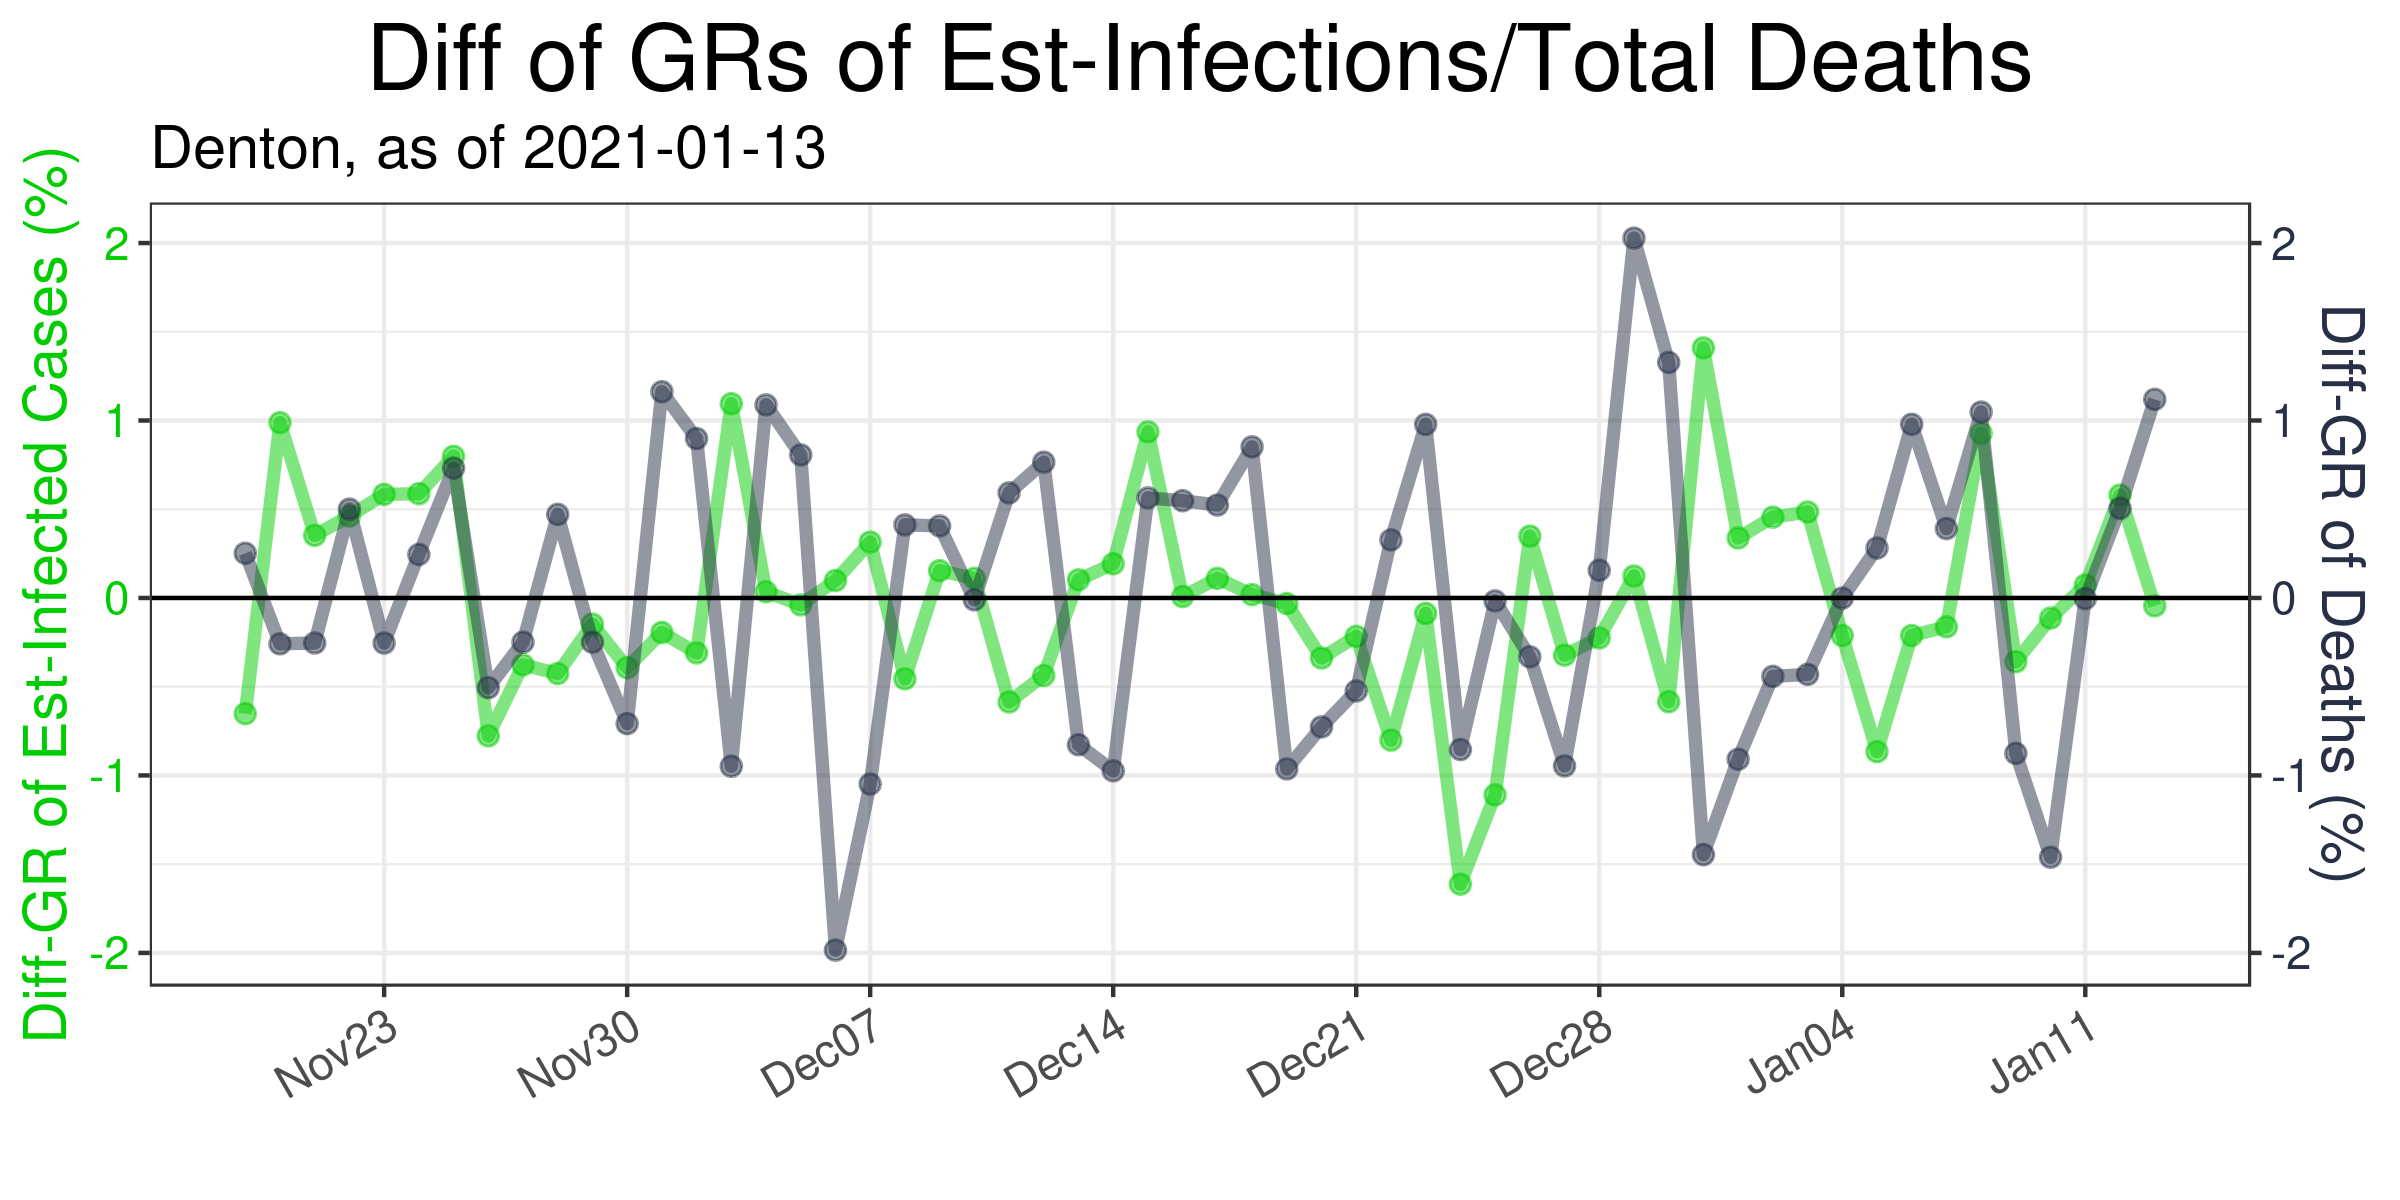 Diff of GRs of Est-Infections/Total Deaths
Denton, as of 2021-01-13
Diff-GR of Est-Infected Cases (%)
2
1
0
-1
-2
2
1
0
-1
-2
Diff-GR of Deaths (%)
Nov23
Nov30
Dec07
Dec14
Dec21
Dec28
Jan04
Jan11